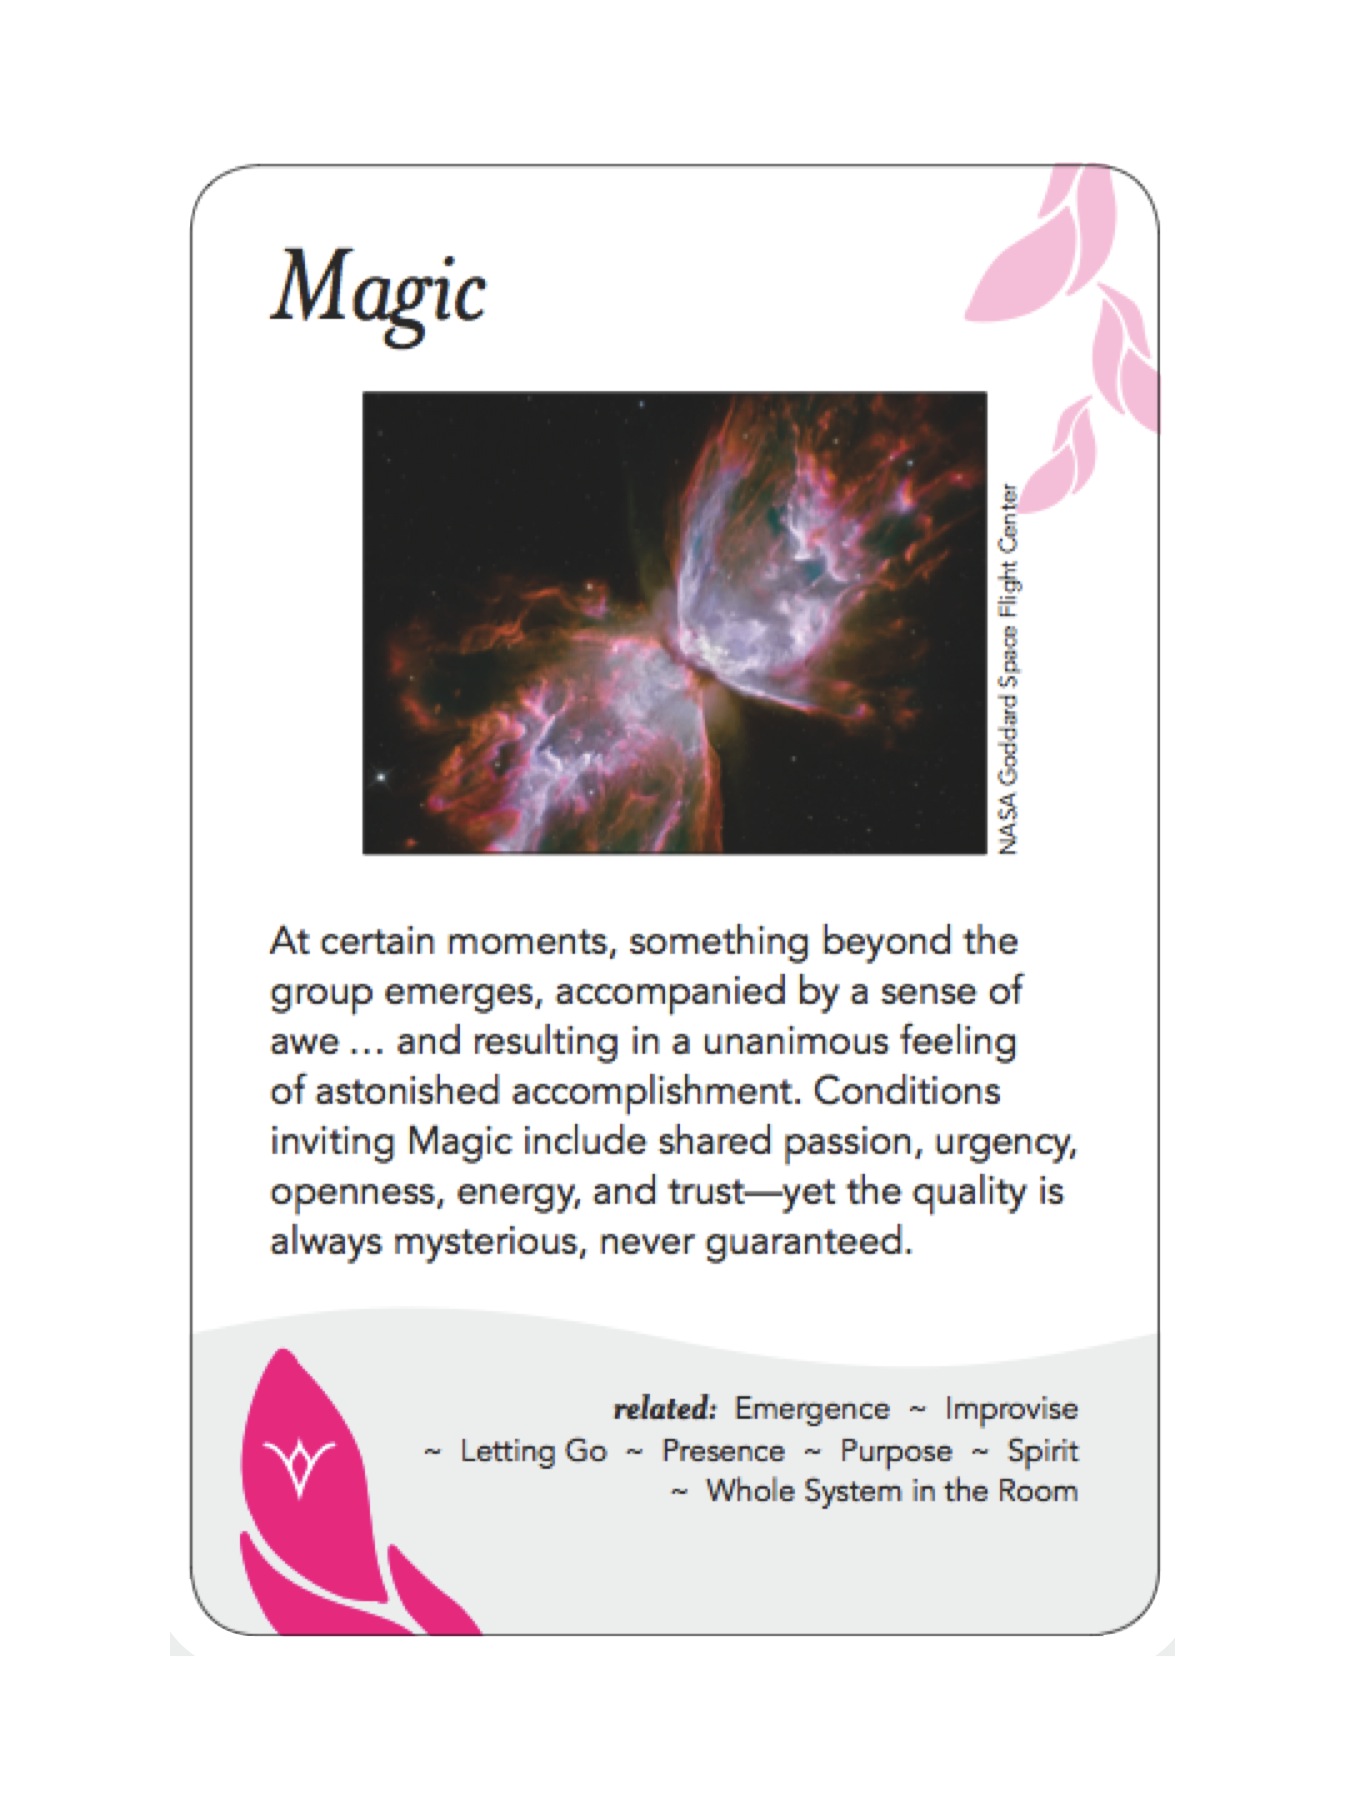 Magic
NASA Goddard Space Flight Center
At certain moments, something beyond the
group emerges, accompanied by a sense of
awe … and resulting in a unanimous feeling
of astonished accomplishment. Conditions
inviting Magic include shared passion, urgency,
openness, energy, and trust—yet the quality is
always mysterious, never guaranteed.
related: Emergence ~ Improvise
~ Letting Go ~ Presence ~ Purpose ~ Spirit
~ Whole System in the Room